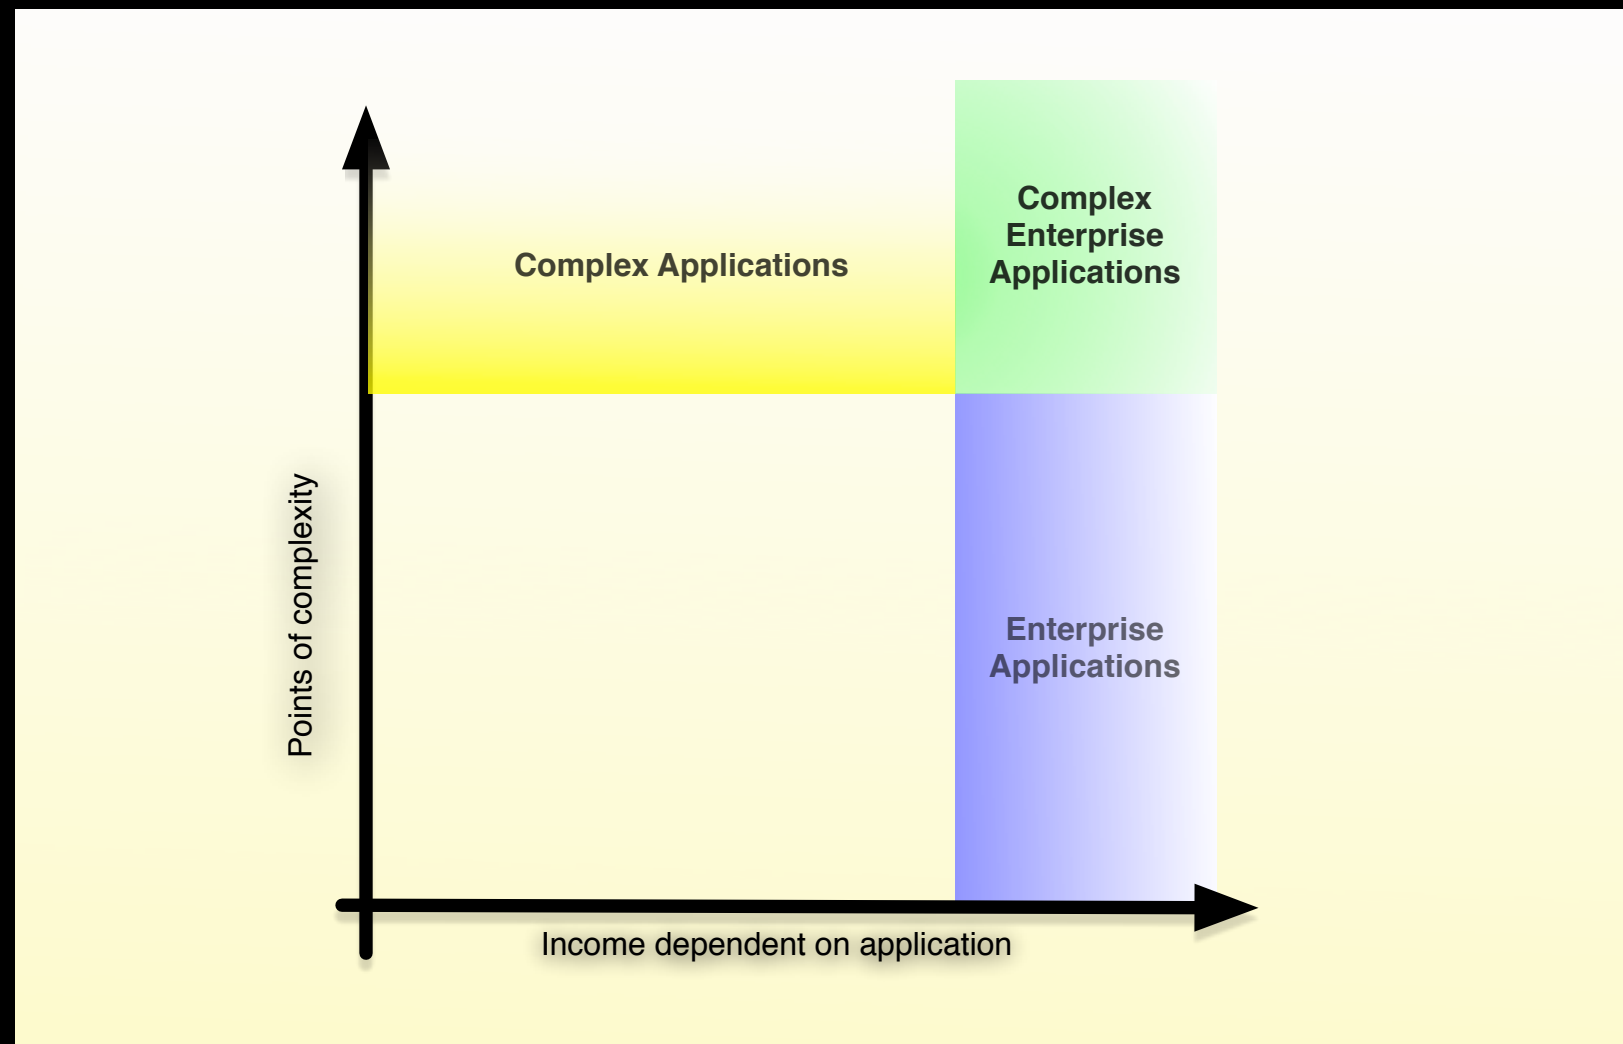 Complex
Enterprise
Applications
Complex Applications
Points of complexity
Enterprise
Applications
Income dependent on application